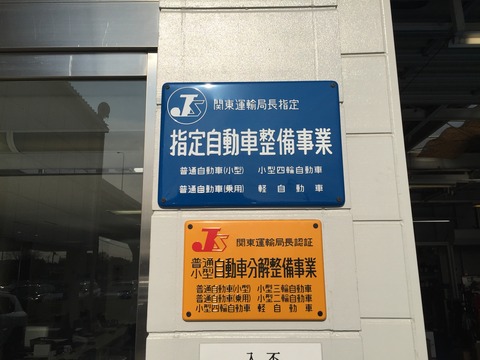 JS 関東運輸局長指定
指定自動車整備事業
普通自動車(小型) 小型四輪自動車
普通自動車(乗用) 軽自動車
JS 関東運輸局長認証
普通
小型 自動車分解整備事業
普通自動車(小型) 小型三輪自動車
普通自動車(乗用) 小型二輪自動車
小型四輪自動車 軽自動車